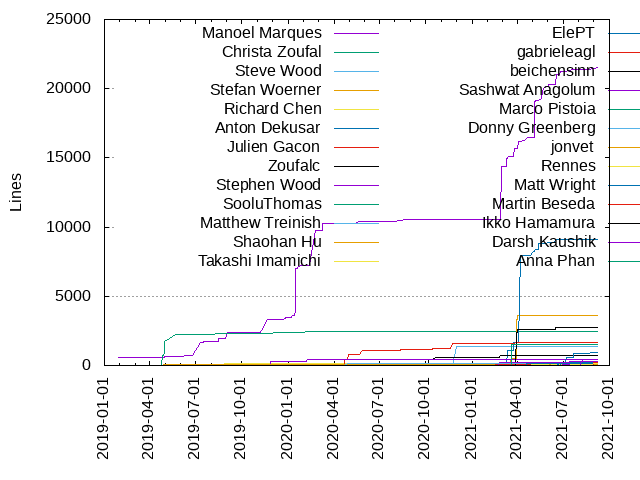 25000
20000
15000
10000
5000
0
Lines
Manoel Marques
Christa Zoufal
Steve Wood
Stefan Woerner
Richard Chen
Anton Dekusar
Julien Gacon
Zoufalc
Stephen Wood
SooluThomas
Matthew Treinish
Shaohan Hu
Takashi Imamichi
ElePT
gabrieleagl
beichensinn
Sashwat Anagolum
Marco Pistoia
Donny Greenberg
jonvet
Rennes
Matt Wright
Martin Beseda
Ikko Hamamura
Darsh Kaushik
Anna Phan
2019-01-01
2019-04-01
2019-07-01
2019-10-01
2020-01-01
2020-04-01
2020-07-01
2020-10-01
2021-01-01
2021-04-01
2021-07-01
2021-10-01